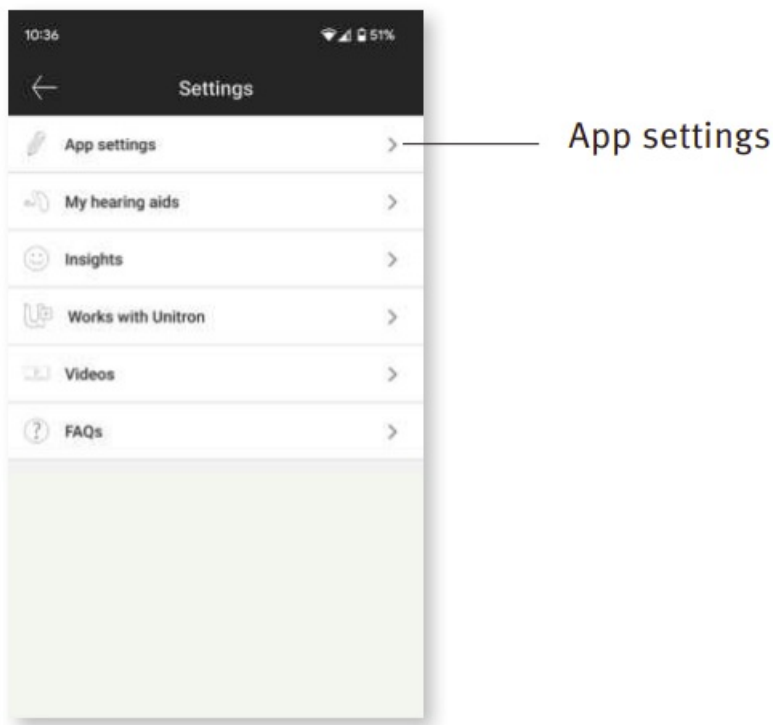 10:36
51%
Settings
App settings
App settings
My hearing aids
Insights
Works with Unitron
Videos
FAQs